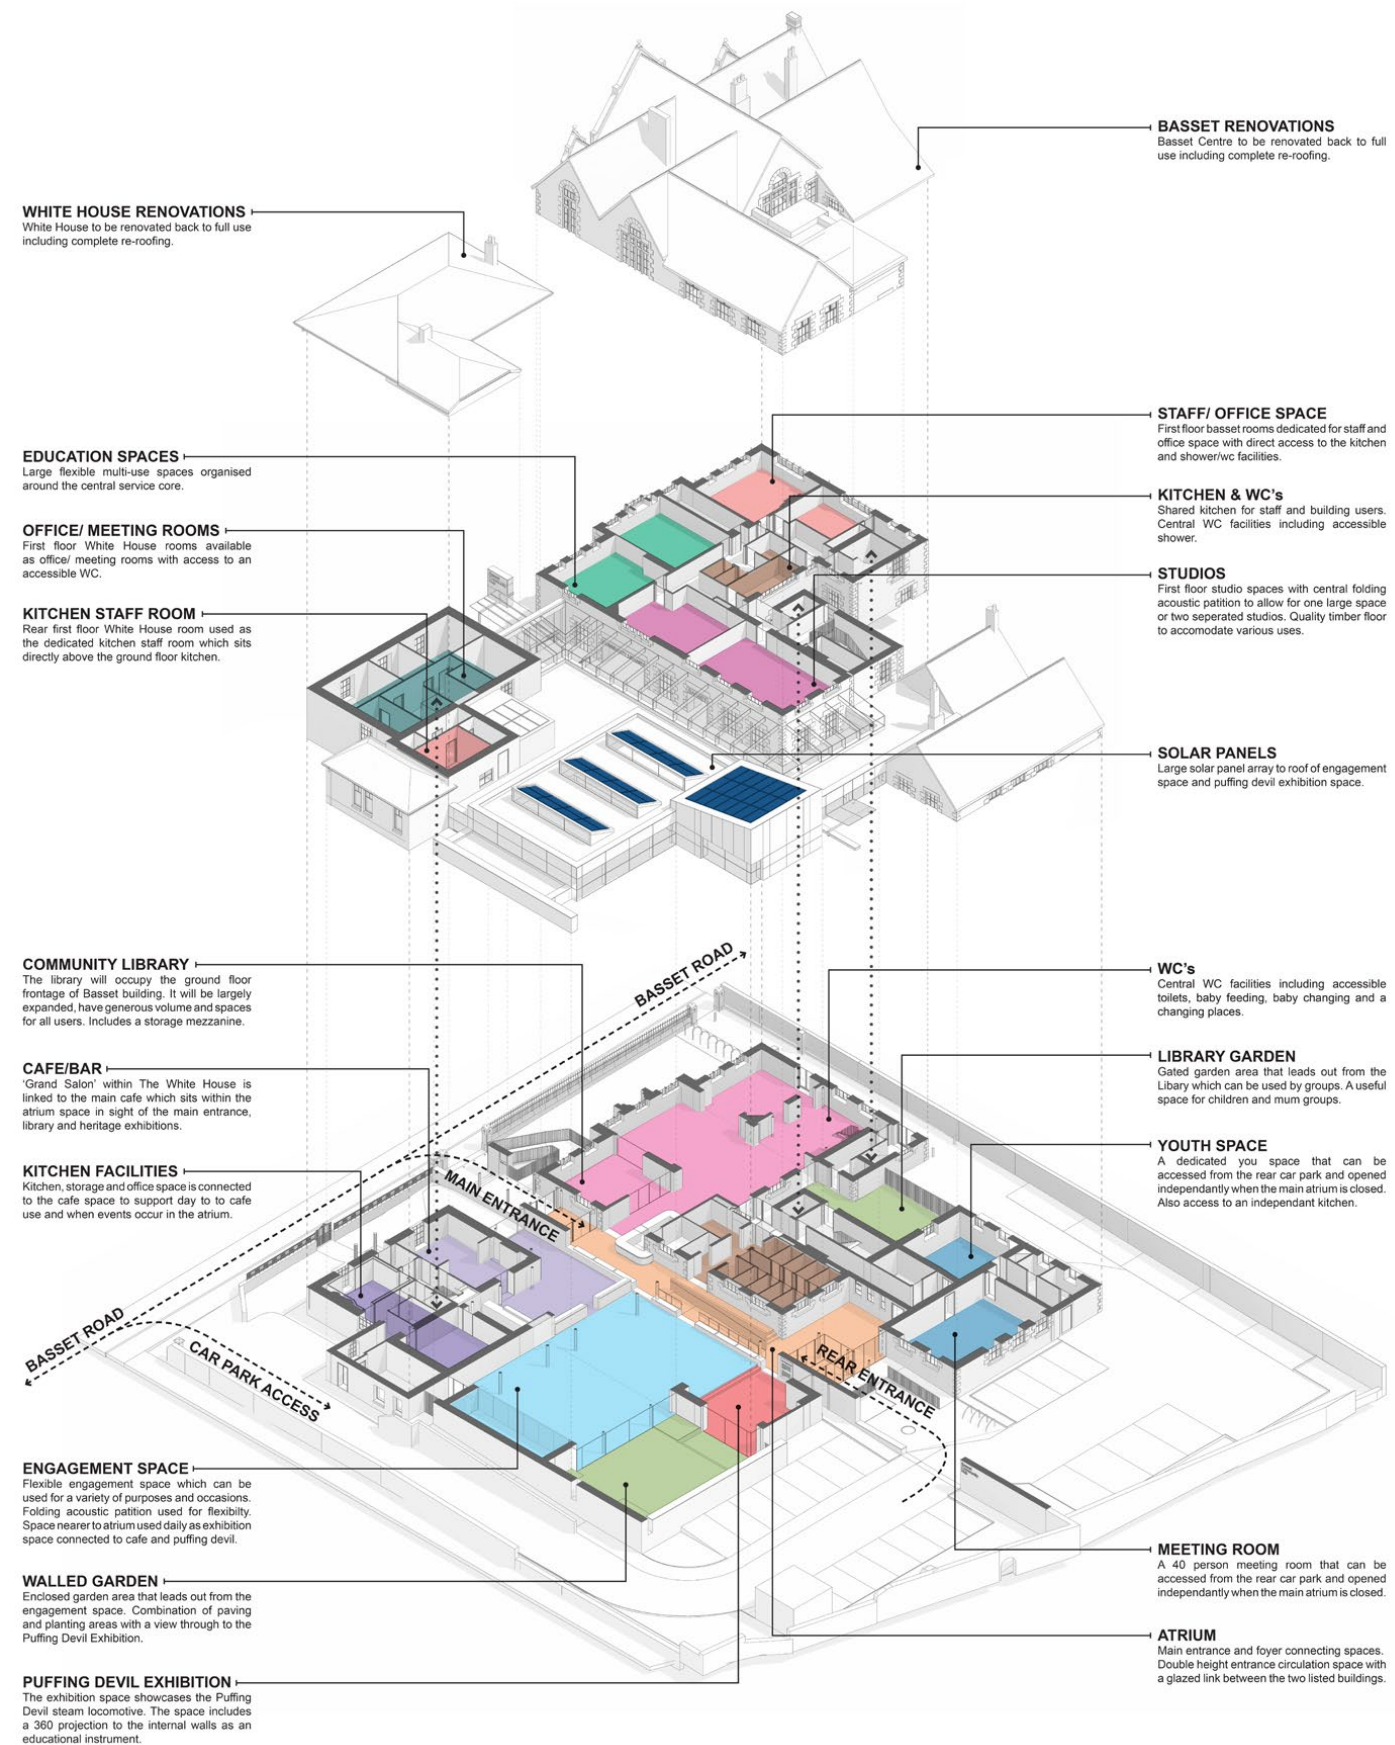 BASSET RENOVATIONS
Basset Centre to be renovated back to full
use including complete re-roofing.
WHITE HOUSE RENOVATIONS
White House to be renovated back to full use
including complete re-roofing.
STAFF/ OFFICE SPACE
First floor basset rooms dedicated for staff and
office space with direct access to the kitchen
and shower/wc facilities.
EDUCATION SPACES
Large flexible multi-use spaces organised
around the central service core.
KITCHEN & WC's
Shared kitchen for staff and building users.
Central WC facilities including accessible
shower.
OFFICE/ MEETING ROOMS
First floor White House rooms available
as office/ meeting rooms with access to an
accessible WC.
STUDIOS
First floor studio spaces with central folding
acoustic patition to allow for one large space
or two seperated studios. Quality timber floor
to accomodate various uses.
KITCHEN STAFF ROOM
Rear first floor White House room used as
the dedicated kitchen staff room which sits
directly above the ground floor kitchen.
SOLAR PANELS
Large solar panel array to roof of engagement
space and puffing devil exhibition space.
BASSET ROAD
COMMUNITY LIBRARY
The library will occupy the ground floor
frontage of Basset building. It will be largely
expanded, have generous volume and spaces
for all users. Includes a storage mezzanine.
WC's
Central WC facilities including accessible
toilets, baby feeding, baby changing and a
changing places.
LIBRARY GARDEN
Gated garden area that leads out from the
Libary which can be used by groups. A useful
space for children and mum groups.
CAFE/BAR
'Grand Salon' within The White House is
linked to the main cafe which sits within the
atrium space in sight of the main entrance,
library and heritage exhibitions.
YOUTH SPACE
A dedicated you space that can be
accessed from the rear car park and opened
independantly when the main atrium is closed.
Also access to an independant kitchen.
KITCHEN FACILITIES
Kitchen, storage and office space is connected
to the cafe space to support day to to cafe
use and when events occur in the atrium.
MAIN ENTRANCE
BASSET ROAD
CAR PARK ACCESS
REAR ENTRANCE
ENGAGEMENT SPACE
Flexible engagement space which can be
used for a variety of purposes and occasions.
Folding acoustic patition used for flexibilty.
Space nearer to atrium used daily as exhibition
space connected to cafe and puffing devil.
MEETING ROOM
A 40 person meeting room that can be
accessed from the rear car park and opened
independantly when the main atrium is closed.
WALLED GARDEN
Enclosed garden area that leads out from the
engagement space. Combination of paving
and planting areas with a view through to the
Puffing Devil Exhibition.
ATRIUM
Main entrance and foyer connecting spaces.
Double height entrance circulation space with
a glazed link between the two listed buildings.
PUFFING DEVIL EXHIBITION
The exhibition space showcases the Puffing
Devil steam locomotive. The space includes
a 360 projection to the internal walls as an
educational instrument.